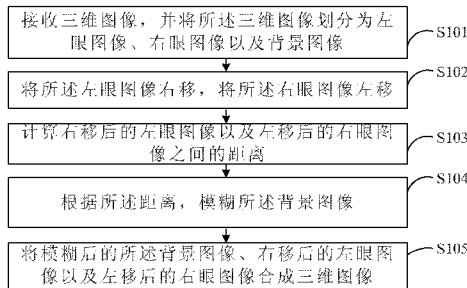 接收三维图像，并将所述三维图像划分为左
眼图像、右眼图像以及背景图像
S101
将所述左眼图像右移，将所述右眼图像左移
S102
计算右移后的左眼图像以及左移后的右眼图
像之间的距离
S103
根据所述距离，模糊所述背景图像
S104
将模糊后的所述背景图像、右移后的左眼图
像以及左移后的右眼图像合成三维图像
S105